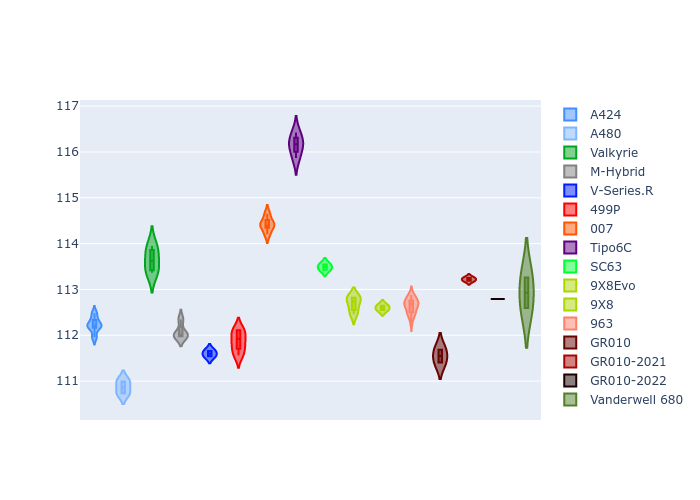 117
116
115
114
113
112
111
A424
A480
Valkyrie
M-Hybrid
V-Series.R
499P
007
Tipo6C
SC63
9X8Evo
9X8
963
GR010
GR010-2021
GR010-2022
Vanderwell 680